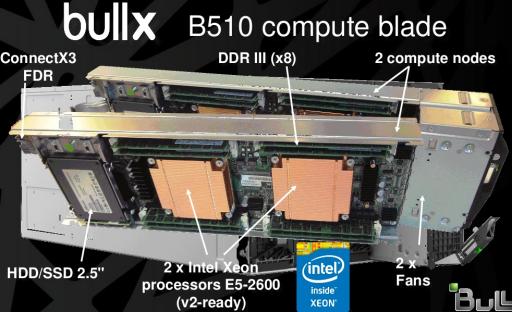 bullx B510 compute blade
ConnectX3
FDR
DDR III (x8)
2 compute nodes
HDD/SSD 2.5"
2 x Intel Xeon
processors E5-2600
(v2-ready)
intel
inside
XEON
2 x
Fans
Bull